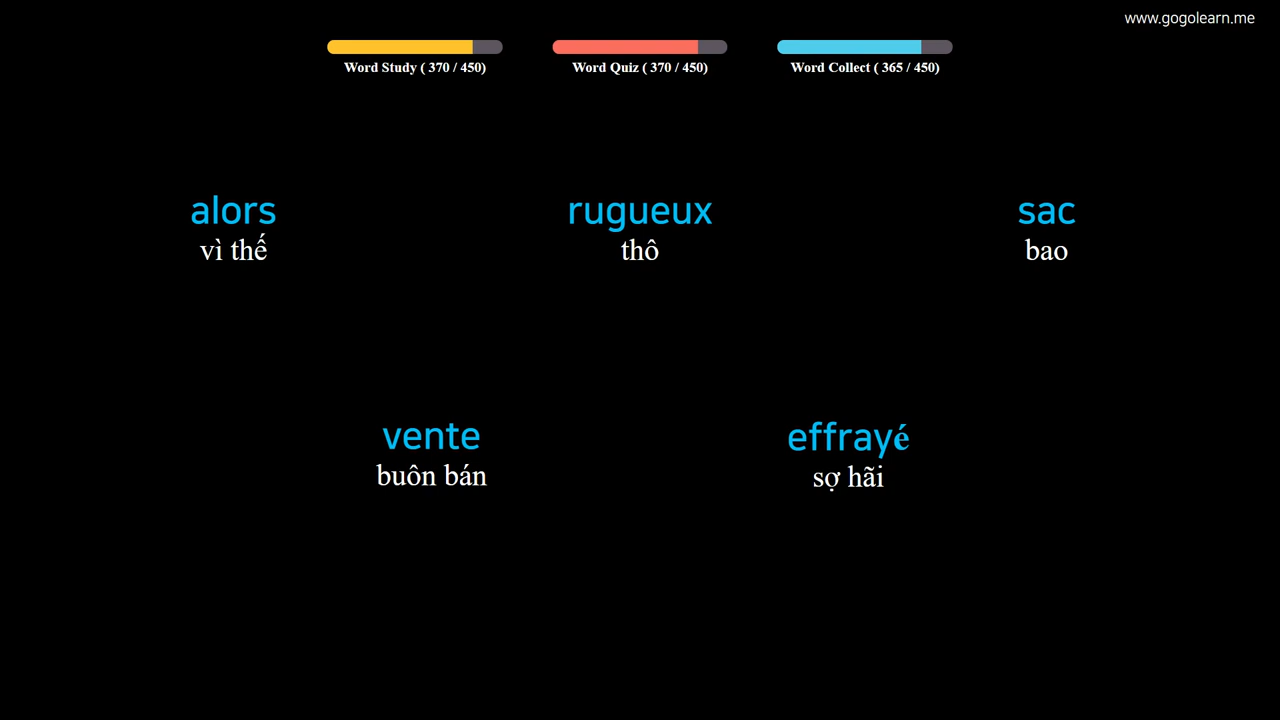 www.gogolearn.me
Word Study ( 370 / 450)
Word Quiz ( 370 / 450)
Word Collect ( 365 / 450)
alors
vì thế
rugueux
thô
sac
bao
vente
buôn bán
effrayé
sợ hãi